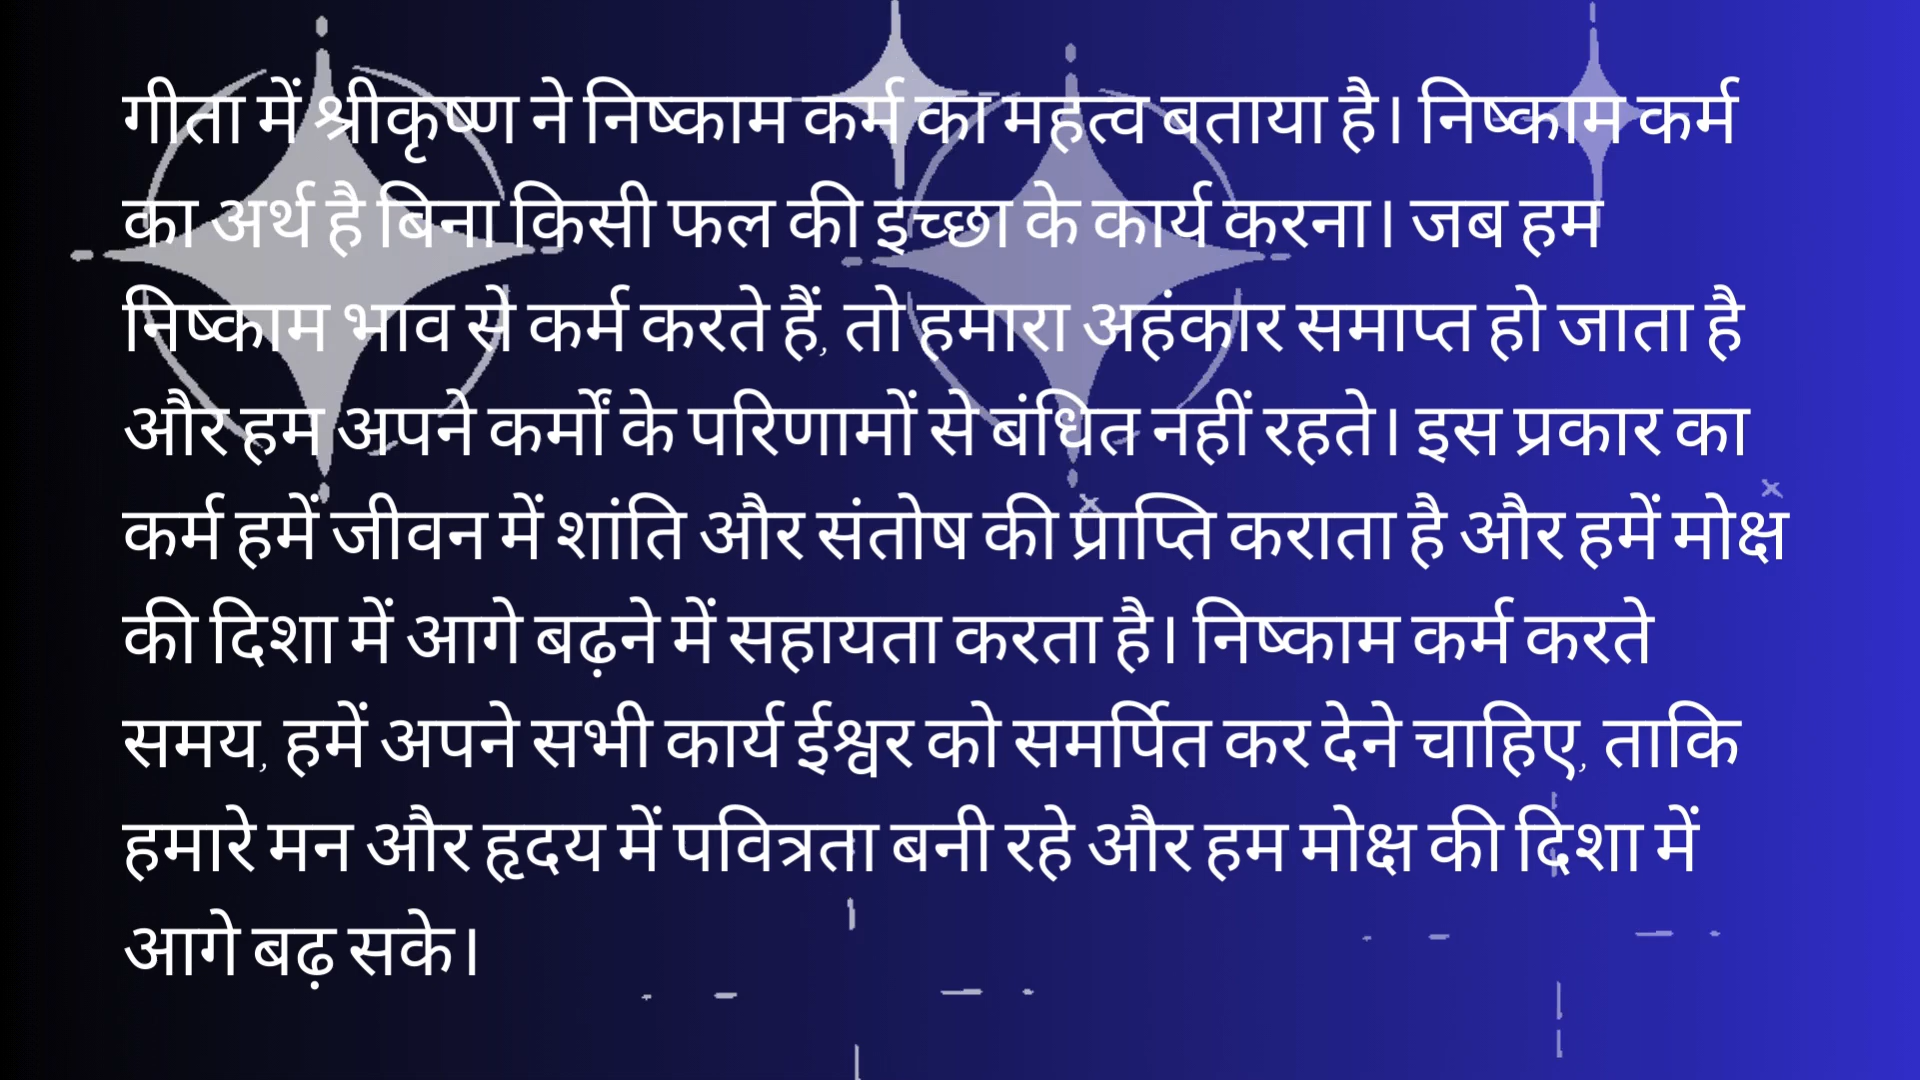 गीता में श्रीकृष्ण ने निष्काम कर्म का महत्व बताया है। निष्काम कर्म
का अर्थ है बिना किसी फल की इच्छा के कार्य करना। जब हम
निष्काम भाव से कर्म करते हैं, तो हमारा अहंकार समाप्त हो जाता है
और हम अपने कर्मों के परिणामों से बंधित नहीं रहते। इस प्रकार का
कर्म हमें जीवन में शांति और संतोष की प्राप्ति कराता है और हमें मोक्ष
की दिशा में आगे बढ़ने में सहायता करता है। निष्काम कर्म करते
समय, हमें अपने सभी कार्य ईश्वर को समर्पित कर देने चाहिए, ताकि
हमारे मन और हृदय में पवित्रता बनी रहे और हम मोक्ष की दिशा में
आगे बढ़ सके।